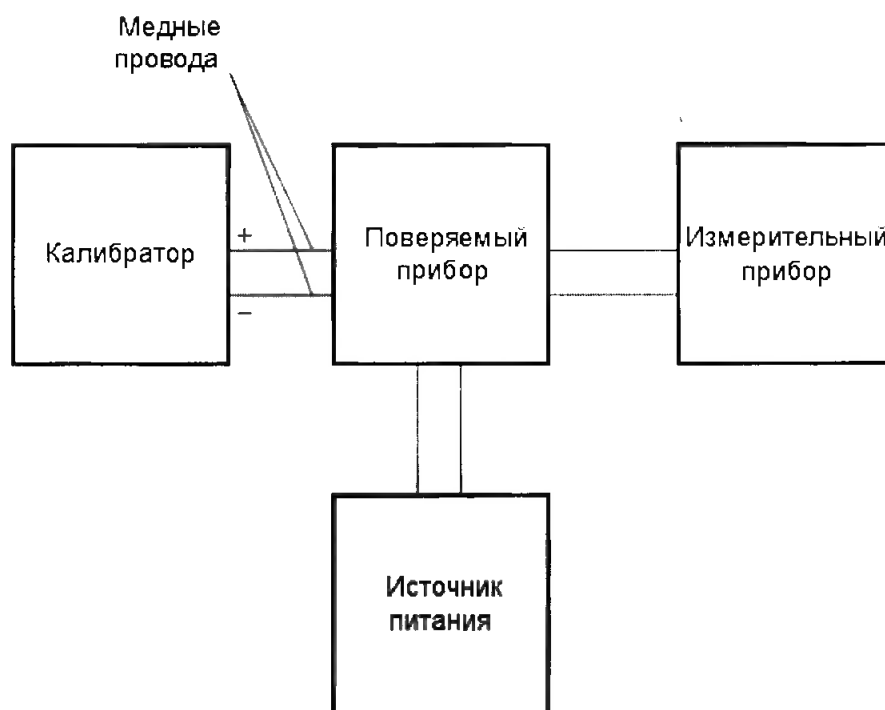 Медные
провода
Калибратор
+
−
Поверяемый
прибор
Измерительный
прибор
Источник
питания